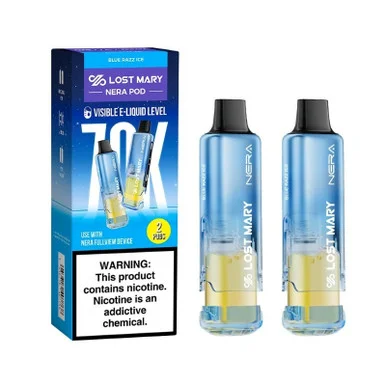 BLUE RAZZ ICE
LOST MARY
NERA POD
VISIBLE E-LIQUID LEVEL
70K
2
PODS
USE WITH
NERA FULLVIEW DEVICE
WARNING:
This product
contains nicotine.
Nicotine is an
addictive
chemical.
LOST MARY
NERA
LOST MARY
NERA